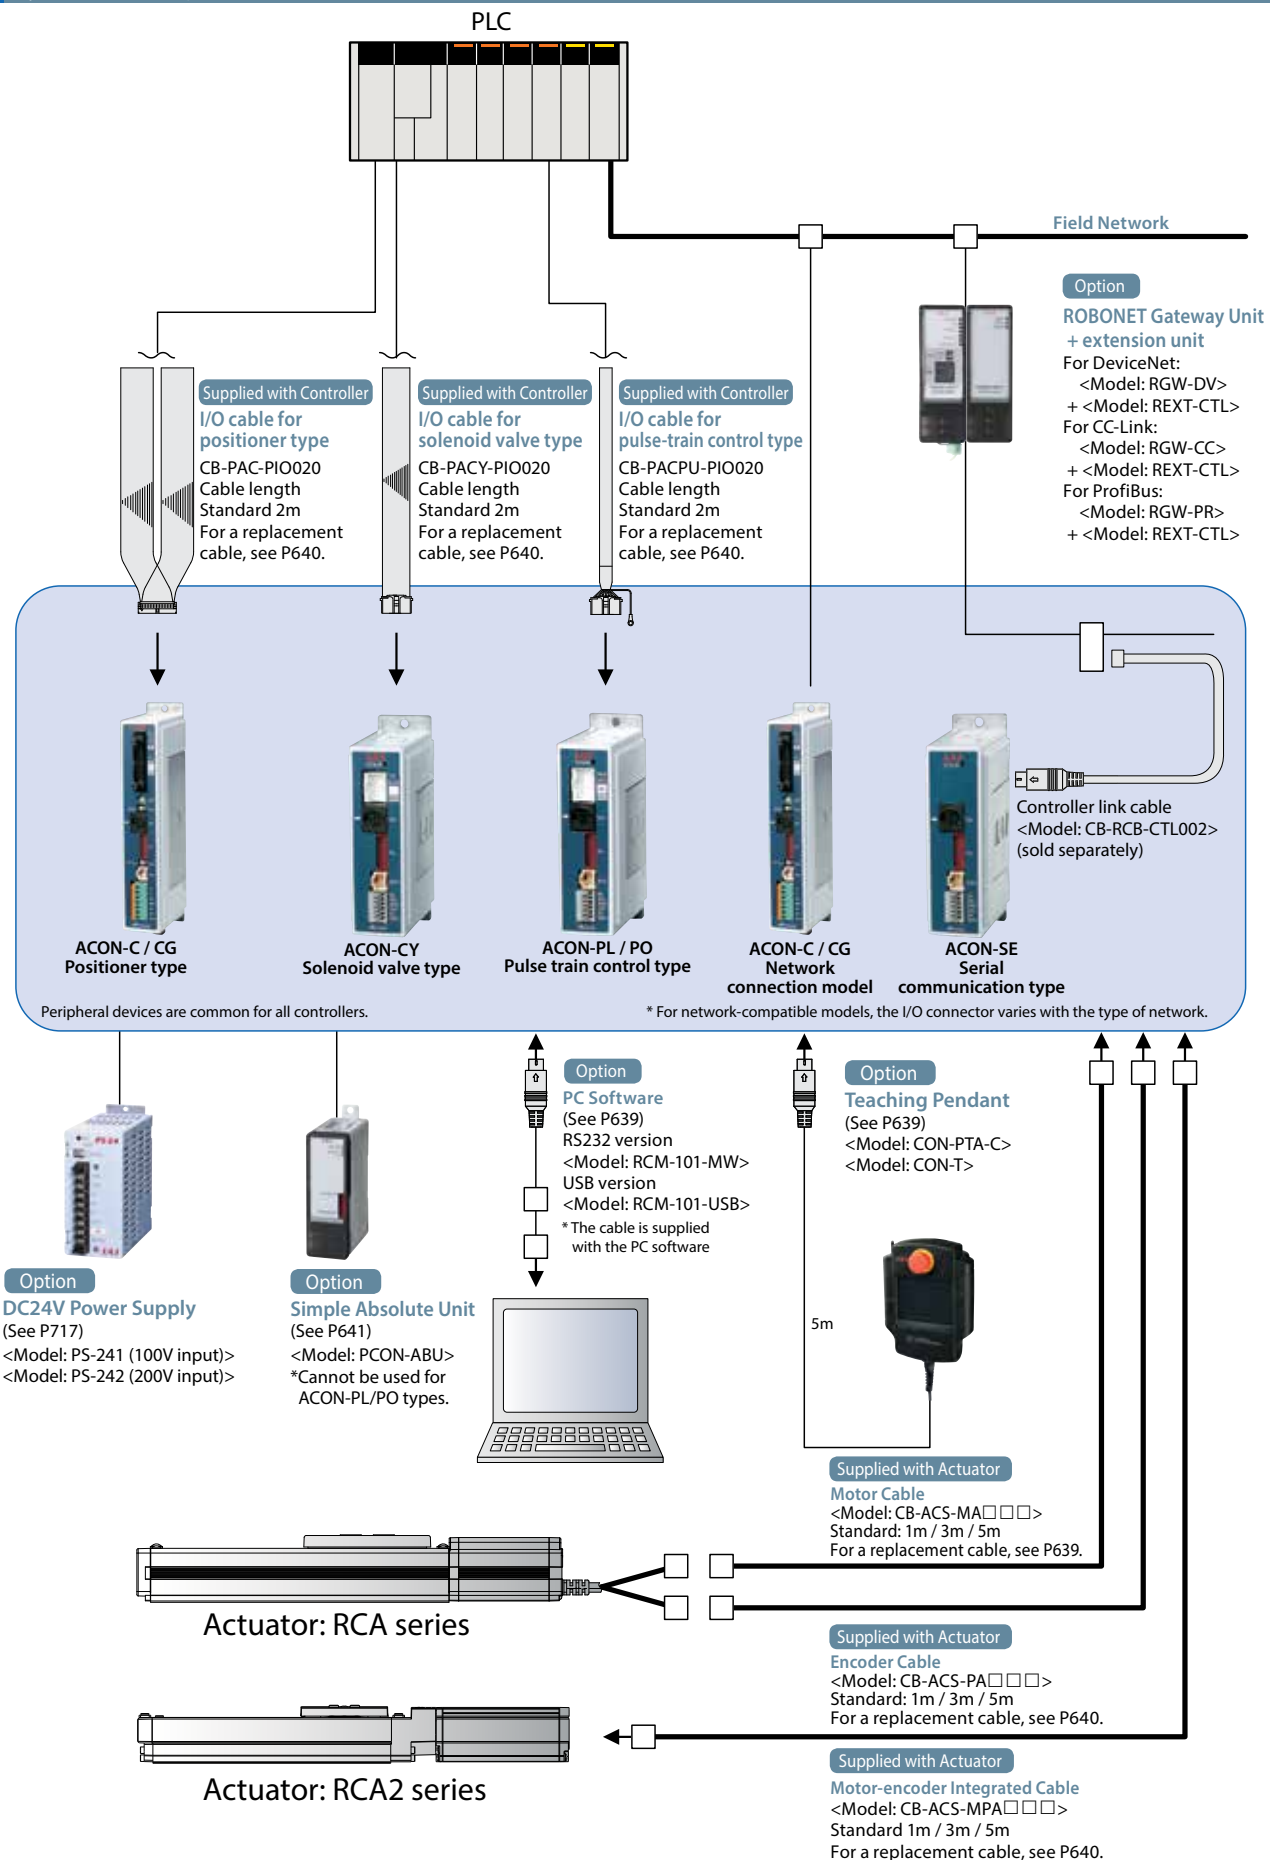 PLC
Field Network
Option
ROBONET Gateway Unit
+ extension unit
For DeviceNet:
<Model: RGW-DV>
+ <Model: REXT-CTL>
For CC-Link:
<Model: RGW-CC>
+ <Model: REXT-CTL>
For ProfiBus:
<Model: RGW-PR>
+ <Model: REXT-CTL>
Supplied with Controller
I/O cable for
positioner type
CB-PAC-PIO020
Cable length
Standard 2m
For a replacement
cable, see P640.
Supplied with Controller
I/O cable for
solenoid valve type
CB-PACY-PIO020
Cable length
Standard 2m
For a replacement
cable, see P640.
Supplied with Controller
I/O cable for
pulse-train control type
CB-PACPU-PIO020
Cable length
Standard 2m
For a replacement
cable, see P640.
Controller link cable
<Model: CB-RCB-CTL002>
(sold separately)
ACON-C / CG
Positioner type
ACON-CY
Solenoid valve type
ACON-PL / PO
Pulse train control type
ACON-C / CG
Network
connection model
ACON-SE
Serial
communication type
Peripheral devices are common for all controllers.
* For network-compatible models, the I/O connector varies with the type of network.
PS-24
Option
DC24V Power Supply
(See P717)
<Model: PS-241 (100V input)>
<Model: PS-242 (200V input)>
Option
Simple Absolute Unit
(See P641)
<Model: PCON-ABU>
*Cannot be used for
ACON-PL/PO types.
Option
PC Software
(See P639)
RS232 version
<Model: RCM-101-MW>
USB version
<Model: RCM-101-USB>
* The cable is supplied
with the PC software
Option
Teaching Pendant
(See P639)
<Model: CON-PTA-C>
<Model: CON-T>
5m
Supplied with Actuator
Motor Cable
<Model: CB-ACS-MA□□□>
Standard: 1m / 3m / 5m
For a replacement cable, see P639.
Actuator: RCA series
Supplied with Actuator
Encoder Cable
<Model: CB-ACS-PA□□□>
Standard: 1m / 3m / 5m
For a replacement cable, see P640.
Actuator: RCA2 series
Supplied with Actuator
Motor-encoder Integrated Cable
<Model: CB-ACS-MPA□□□>
Standard 1m / 3m / 5m
For a replacement cable, see P640.